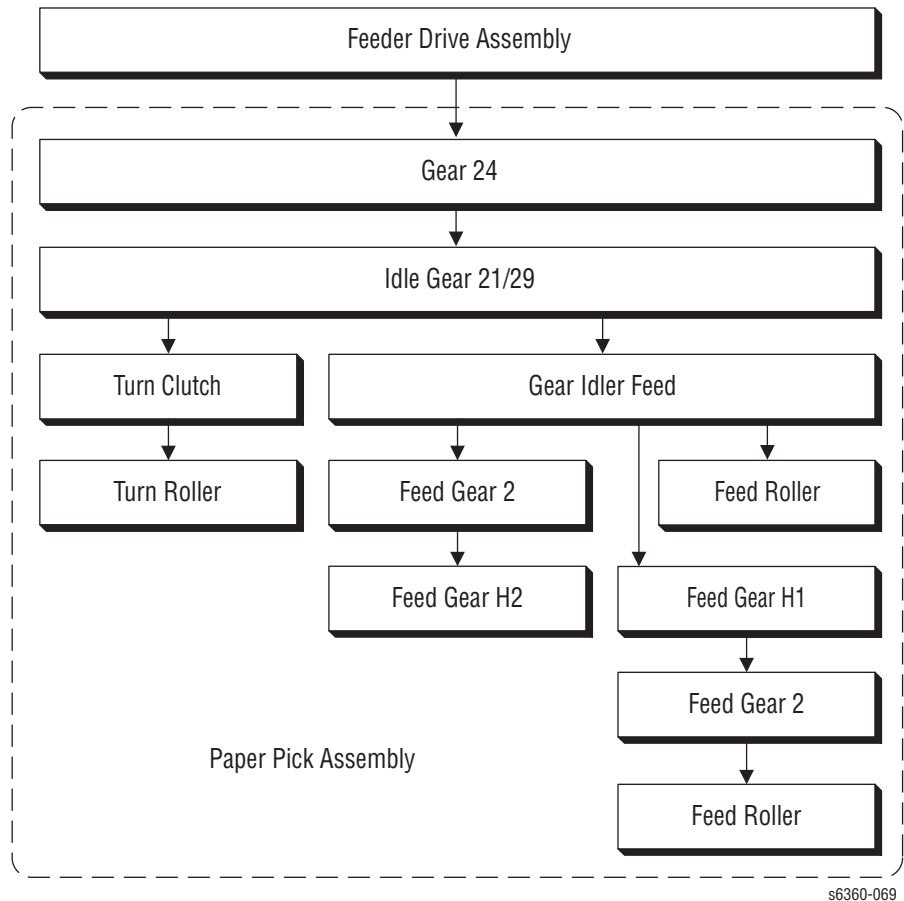 Feeder Drive Assembly
Gear 24
Idle Gear 21/29
Turn Clutch
Gear Idler Feed
Turn Roller
Feed Gear 2
Feed Roller
Feed Gear H2
Feed Gear H1
Feed Gear 2
Paper Pick Assembly
Feed Roller
s6360-069